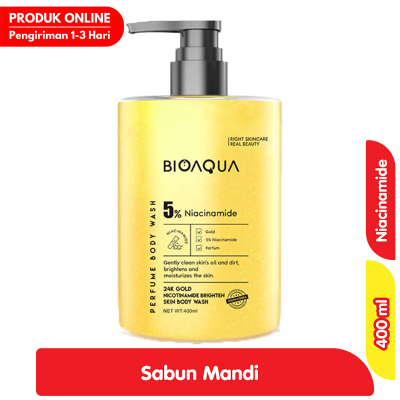 PRODUK ONLINE
Pengiriman 1-3 Hari
RIGHT SKINCARE
REAL BEAUTY
BIOAQUA
5% Niacinamide
NIACINAMIDE
Gold
5% Niacinamide
Parfum
Gently clean skin's oil and dirt,
brightens and
moisturizes the skin.
24K GOLD
NICOTINAMIDE BRIGHTEN
SKIN BODY WASH
NET WT:400ml
PERFUME BODY WASH
Niacinamide
400 ml
Sabun Mandi